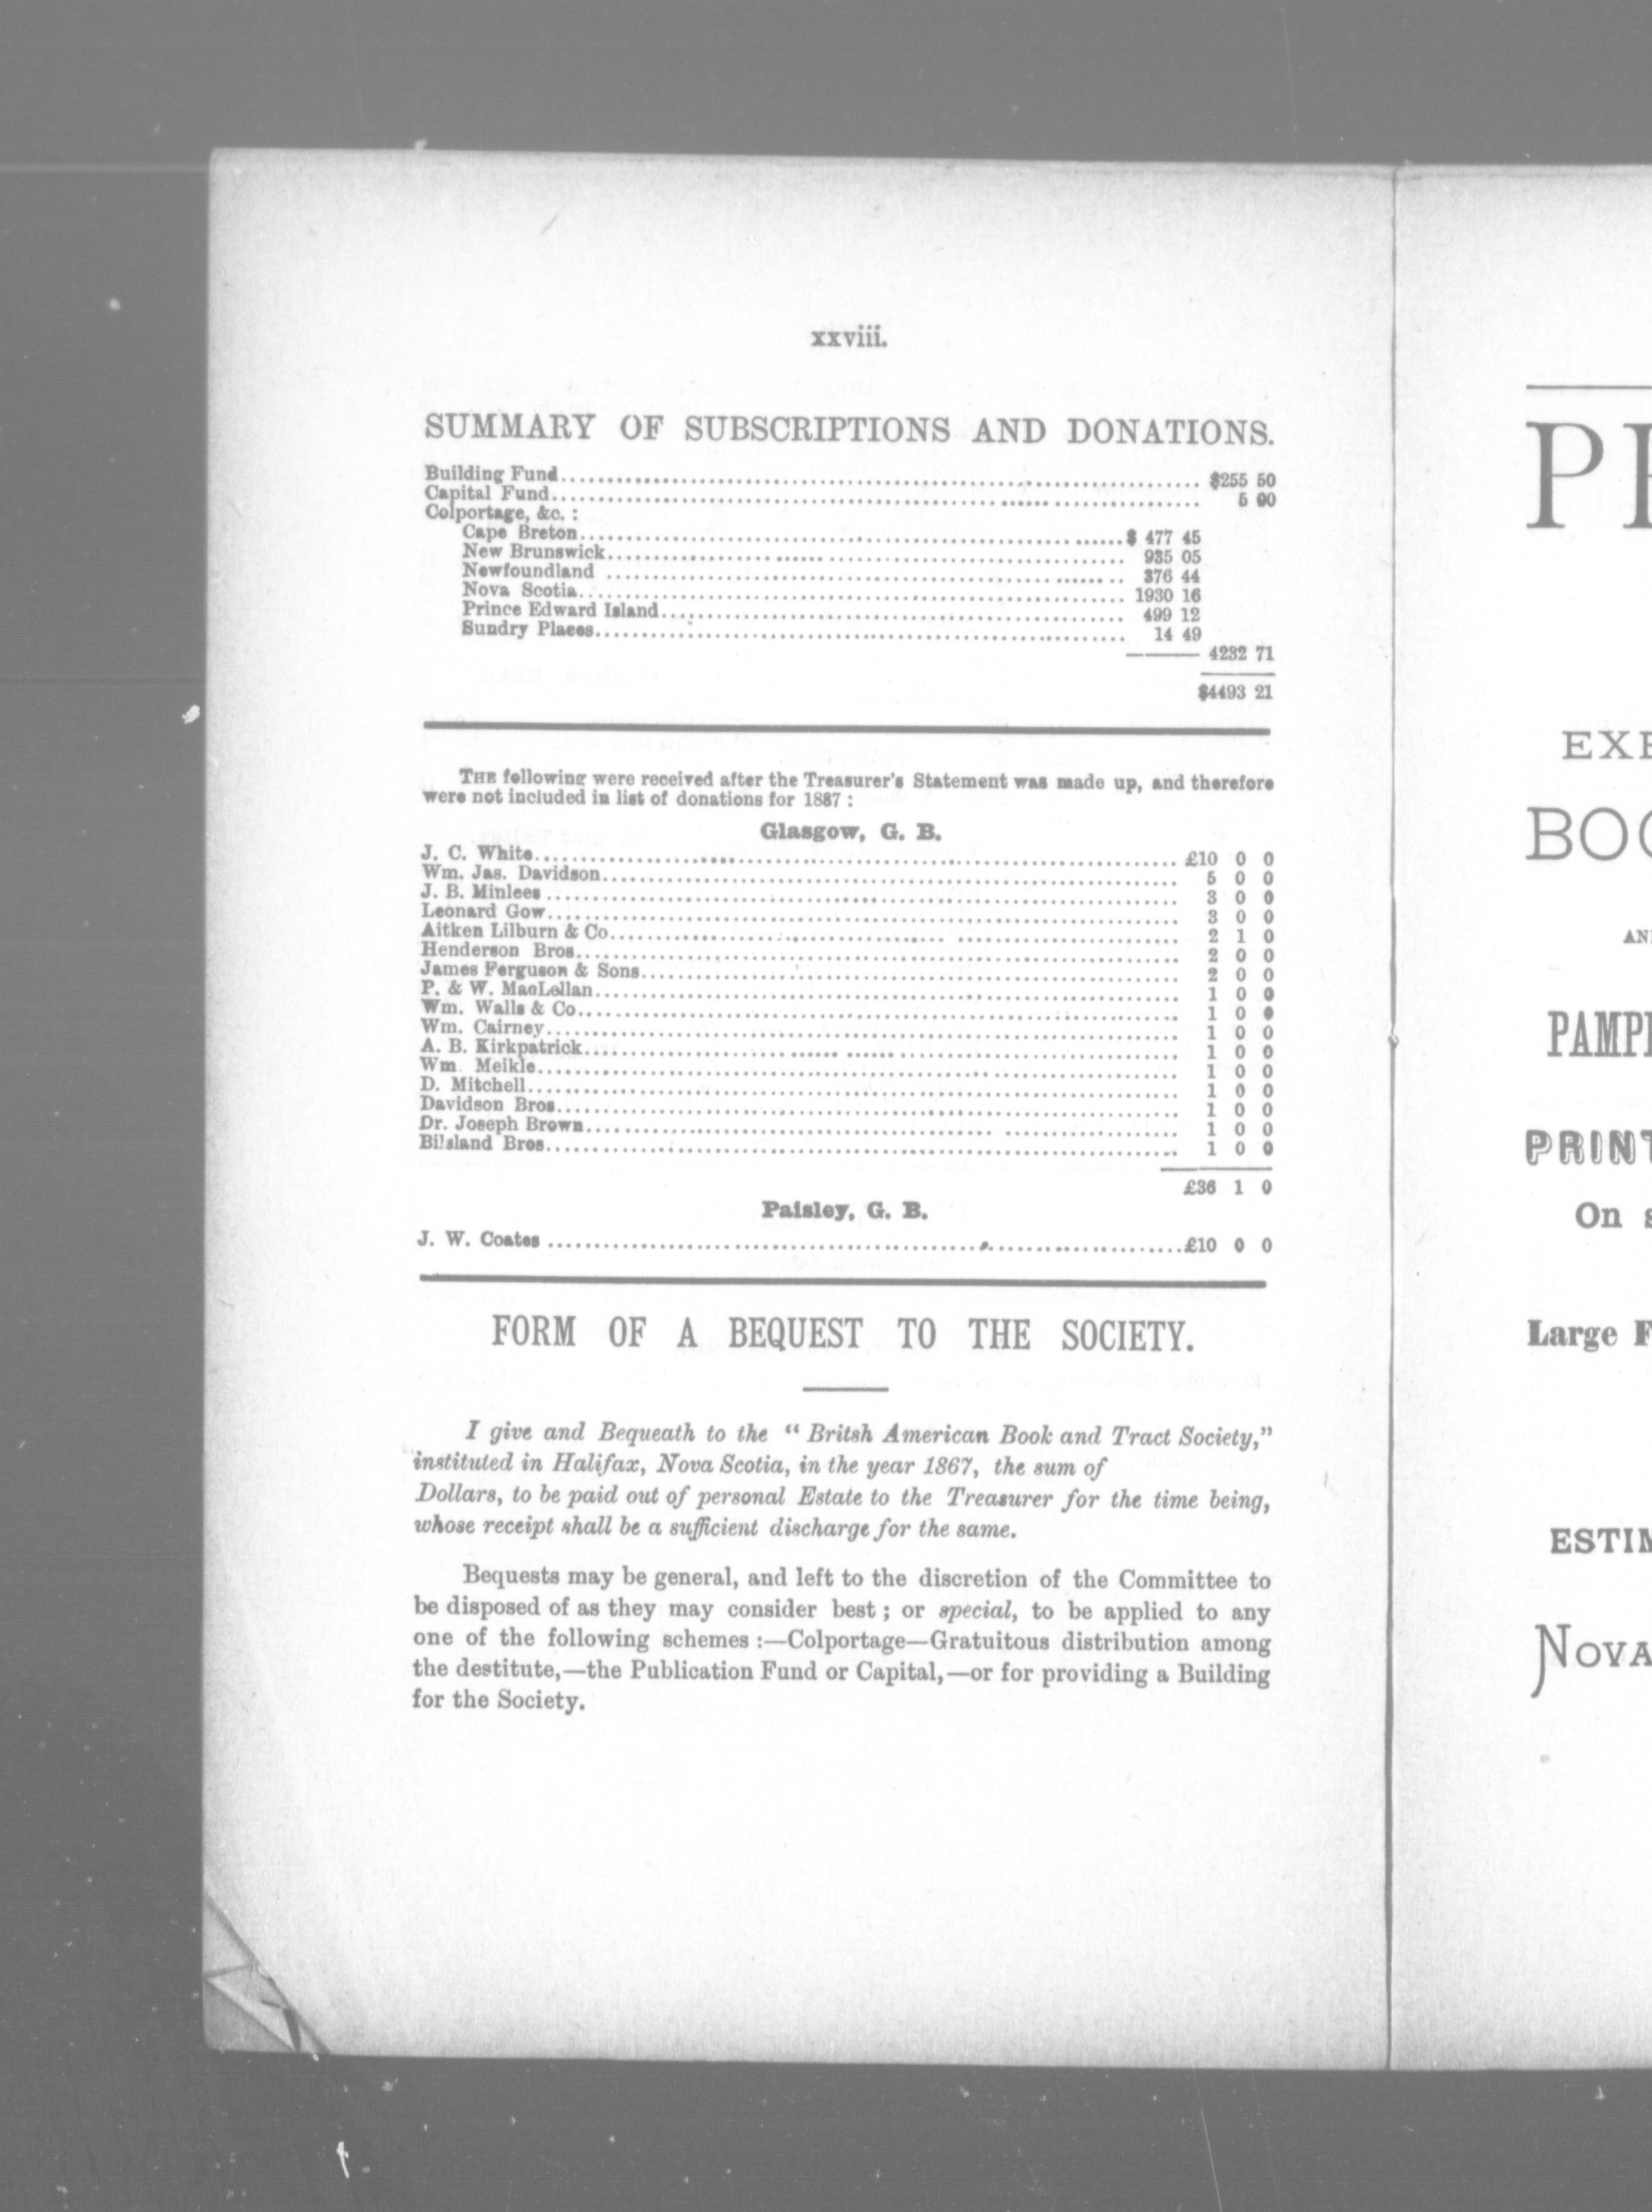 xxviii.
SUMMARY OF SUBSCRIPTIONS AND DONATIONS.
Building Fund.......... $255 50
Capital Fund.......... 5 00
Colportage, &c. :
Cape Breton.......... $ 477 45
New Brunswick.......... 935 05
Newfoundland .......... 376 44
Nova Scotia.......... 1930 16
Prince Edward Island.......... 499 12
Sundry Places.......... 14 49
——— 4232 71
$4493 21
THE following were received after the Treasurer's Statement was made up, and therefore
were not included in list of donations for 1887 :
Glasgow, G. B.
J. C. White.......... £10 0 0
Wm. Jas. Davidson.......... 5 0 0
J. B. Minlees .......... 3 0 0
Leonard Gow.......... 3 0 0
Aitken Lilburn & Co.......... 2 1 0
Henderson Bros.......... 2 0 0
James Ferguson & Sons.......... 2 0 0
P. & W. MacLellan.......... 1 0 0
Wm. Walls & Co.......... 1 0 0
Wm. Cairney.......... 1 0 0
A. B. Kirkpatrick.......... 1 0 0
Wm. Meikle.......... 1 0 0
D. Mitchell.......... 1 0 0
Davidson Bros.......... 1 0 0
Dr. Joseph Brown.......... 1 0 0
Bilsland Bros.......... 1 0 0
£36 1 0
Paisley, G. B.
J. W. Coates ..........£10 0 0
FORM OF A BEQUEST TO THE SOCIETY.
I give and Bequeath to the “ Britsh American Book and Tract Society,”
instituted in Halifax, Nova Scotia, in the year 1867, the sum of
Dollars, to be paid out of personal Estate to the Treasurer for the time being,
whose receipt shall be a sufficient discharge for the same.
Bequests may be general, and left to the discretion of the Committee to
be disposed of as they may consider best ; or special, to be applied to any
one of the following schemes :—Colportage—Gratuitous distribution among
the destitute,—the Publication Fund or Capital,—or for providing a Building
for the Society.
EXE
BOO
AN
PAMP
PRINT
On s
Large F
ESTIM
NOVA